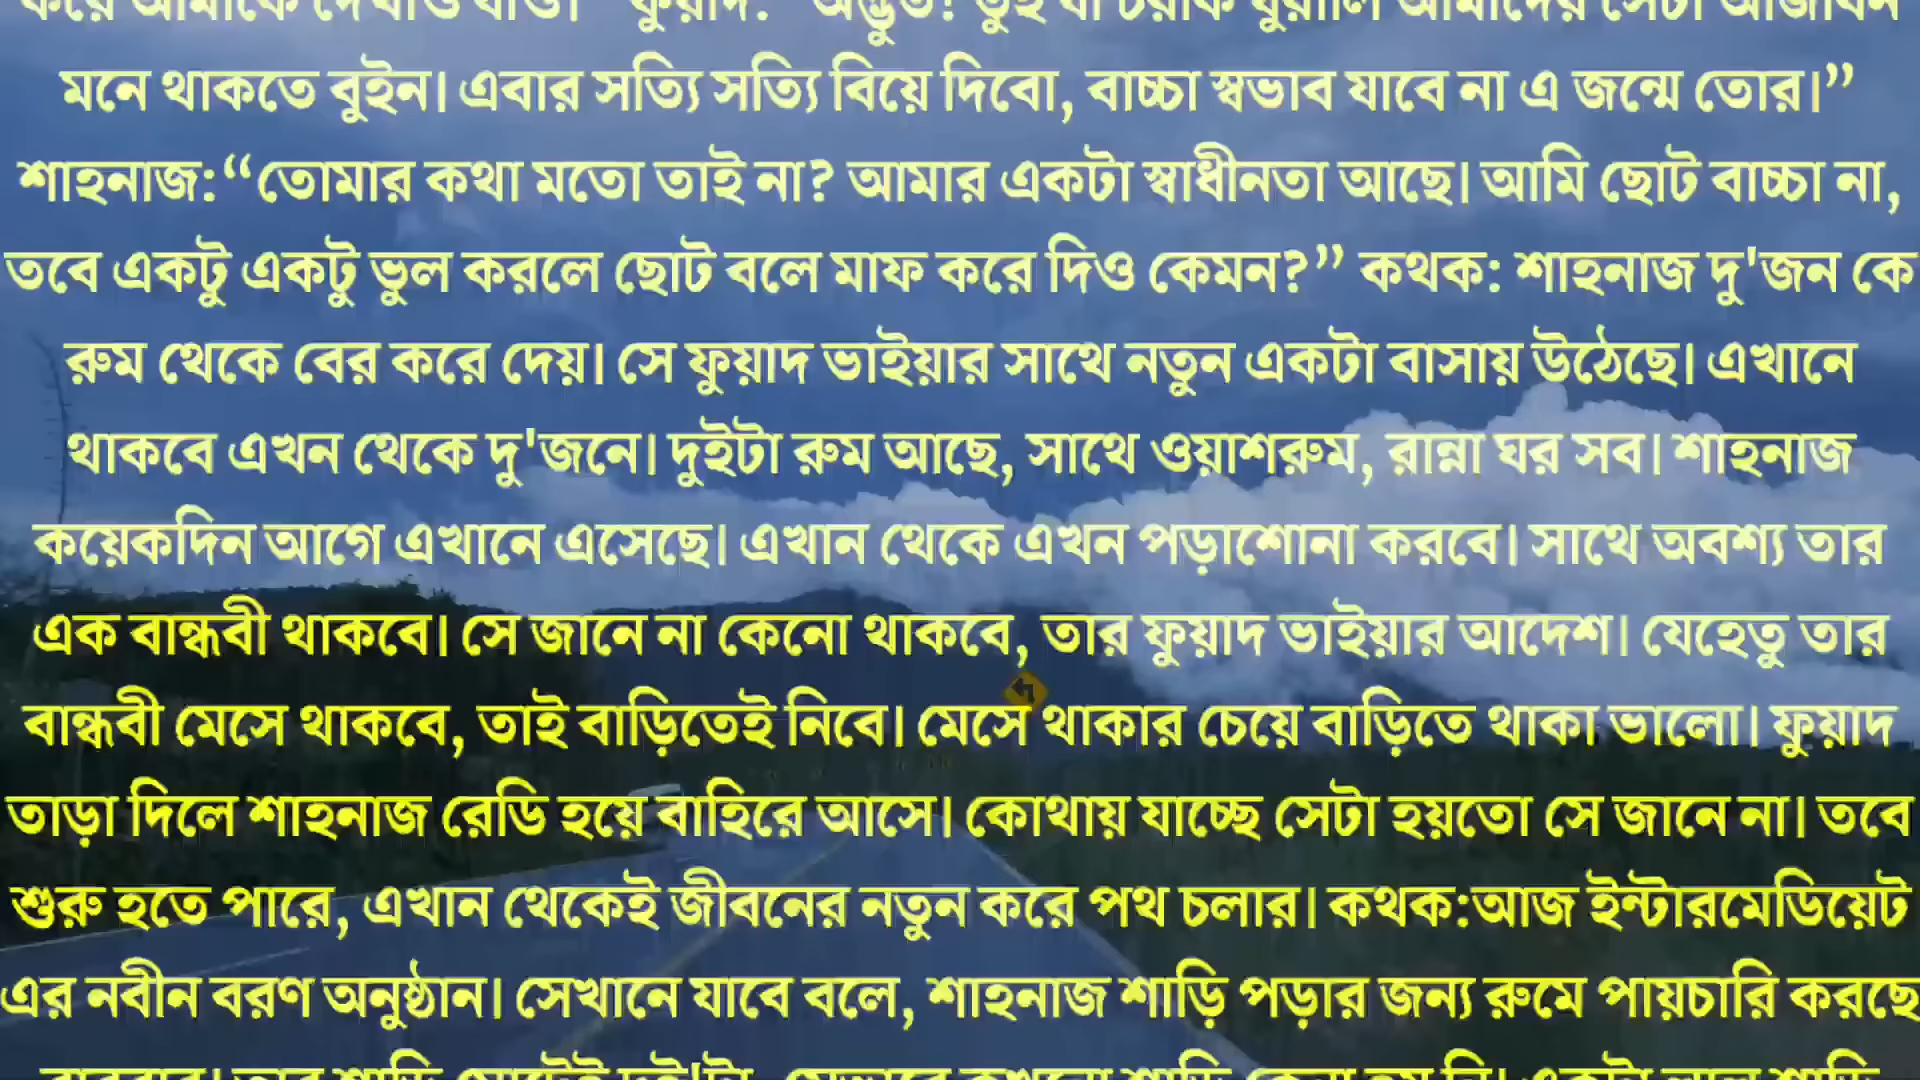 মনে থাকতে বুইন। এবার সত্যি সত্যি বিয়ে দিবো, বাচ্চা স্বভাব যাবে না এ জন্মে তোর।”
শাহনাজ:“তোমার কথা মতো তাই না? আমার একটা স্বাধীনতা আছে। আমি ছোট বাচ্চা না,
তবে একটু একটু ভুল করলে ছোট বলে মাফ করে দিও কেমন?” কথক: শাহনাজ দু'জন কে
রুম থেকে বের করে দেয়। সে ফুয়াদ ভাইয়ার সাথে নতুন একটা বাসায় উঠেছে। এখানে
থাকবে এখন থেকে দু'জনে। দুইটা রুম আছে, সাথে ওয়াশরুম, রান্না ঘর সব। শাহনাজ
কয়েকদিন আগে এখানে এসেছে। এখান থেকে এখন পড়াশোনা করবে। সাথে অবশ্য তার
এক বান্ধবী থাকবে। সে জানে না কেনো থাকবে, তার ফুয়াদ ভাইয়ার আদেশ। যেহেতু তার
বান্ধবী মেসে থাকবে, তাই বাড়িতেই নিবে। মেসে থাকার চেয়ে বাড়িতে থাকা ভালো। ফুয়াদ
তাড়া দিলে শাহনাজ রেডি হয়ে বাহিরে আসে। কোথায় যাচ্ছে সেটা হয়তো সে জানে না। তবে
শুরু হতে পারে, এখান থেকেই জীবনের নতুন করে পথ চলার। কথক:আজ ইন্টারমেডিয়েট
এর নবীন বরণ অনুষ্ঠান। সেখানে যাবে বলে, শাহনাজ শাড়ি পড়ার জন্য রুমে পায়চারি করছে